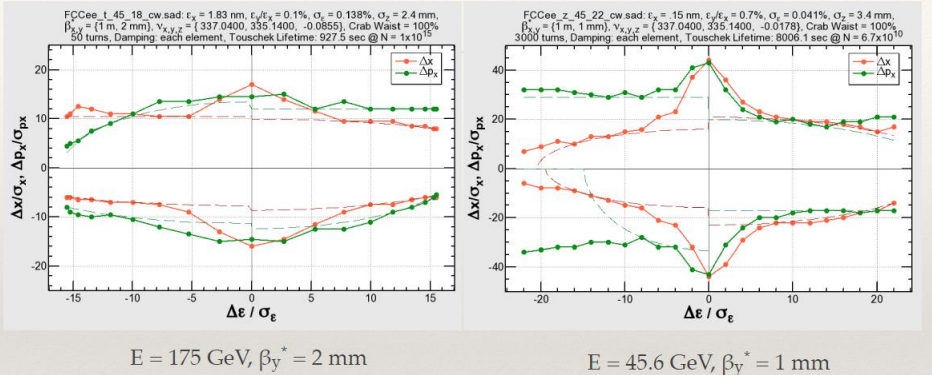 FCCee_t_45_18_cw.sad: εx = 1.83 nm, εy/εx = 0.1%, σε = 0.138%, σz = 2.4 mm,
βx,y = {1 m, 2 mm}, νx,y,z = { 337.0400, 335.1400, -0.0855}, Crab Waist = 100%
50 turns, Damping: each element, Touschek Lifetime: 927.5 sec @ N = 1x10^15
Δx
Δpx
Δx/σx, Δpx/σpx
20
10
0
-10
-20
-15
-10
-5
0
5
10
15
Δε / σε
FCCee_z_45_22_cw.sad: εx = .15 nm, εy/εx = 0.7%, σε = 0.041%, σz = 3.4 mm,
βx,y = {1 m, 1 mm}, νx,y,z = { 337.0400, 335.1400, -0.0178}, Crab Waist = 100%
3000 turns, Damping: each element, Touschek Lifetime: 8006.1 sec @ N = 6.7x10^10
Δx
Δpx
Δx/σx, Δpx/σpx
40
20
0
-20
-40
-20
-10
0
10
20
Δε / σε
E = 175 GeV, βy* = 2 mm
E = 45.6 GeV, βy* = 1 mm